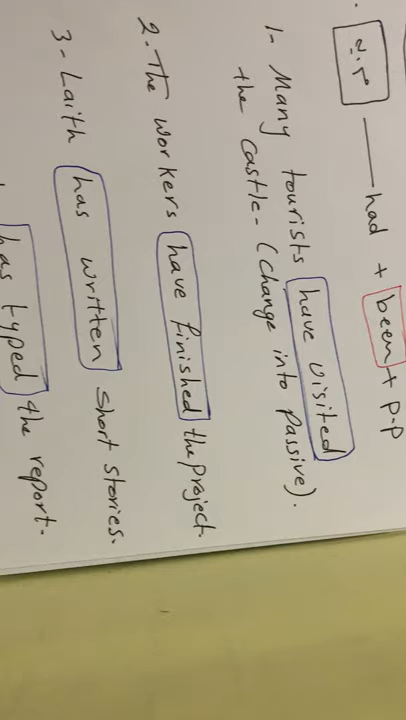 had + been + P.P
1- Many tourists have visited
the castle- (change into passive).
2. The workers have finished the project.
3- Laith has written short stories.
has typed the report.